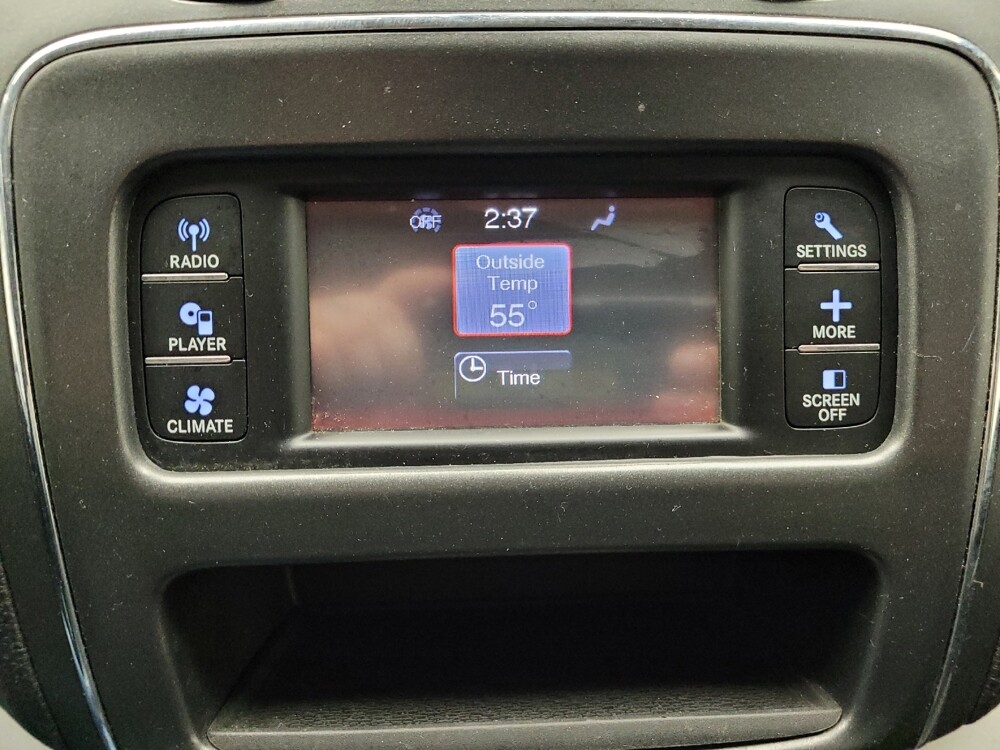 RADIO
PLAYER
CLIMATE
OFF 2:37
Outside
Temp
55°
Time
SETTINGS
MORE
SCREEN
OFF